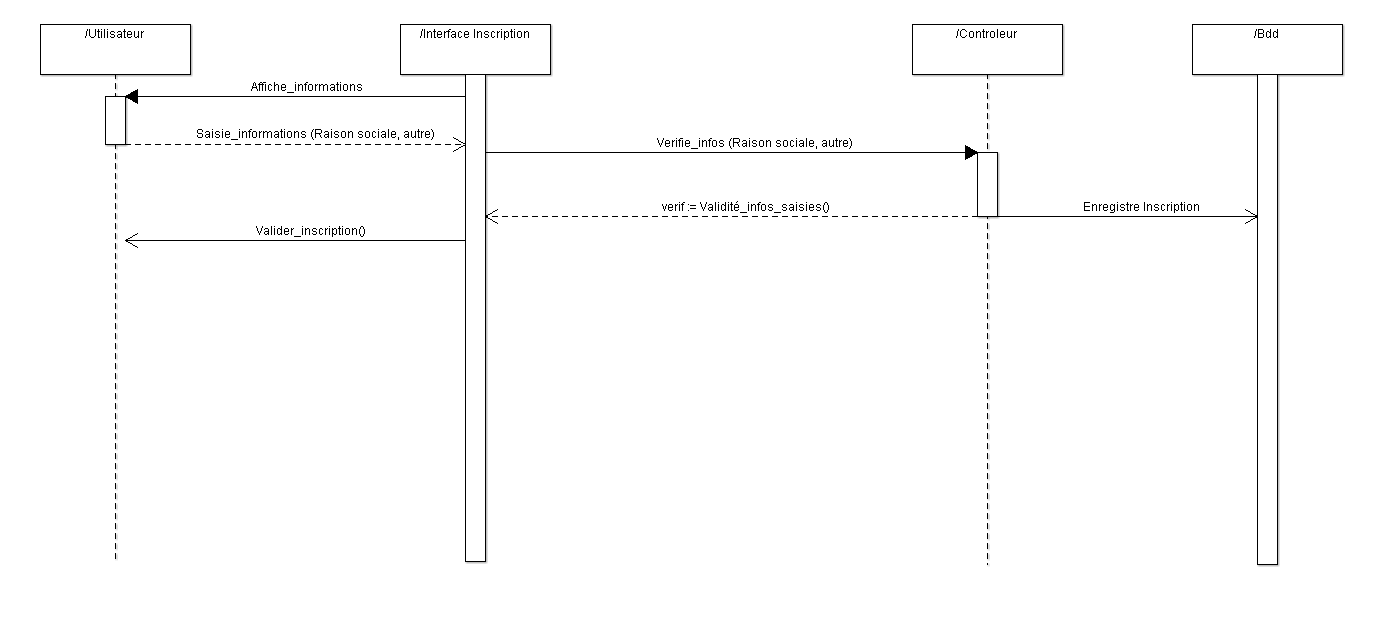 /Utilisateur
/Interface Inscription
/Controleur
/Bdd
Affiche_informations
Saisie_informations (Raison sociale, autre)
Verifie_infos (Raison sociale, autre)
verif := Validité_infos_saisies()
Enregistre Inscription
Valider_inscription()